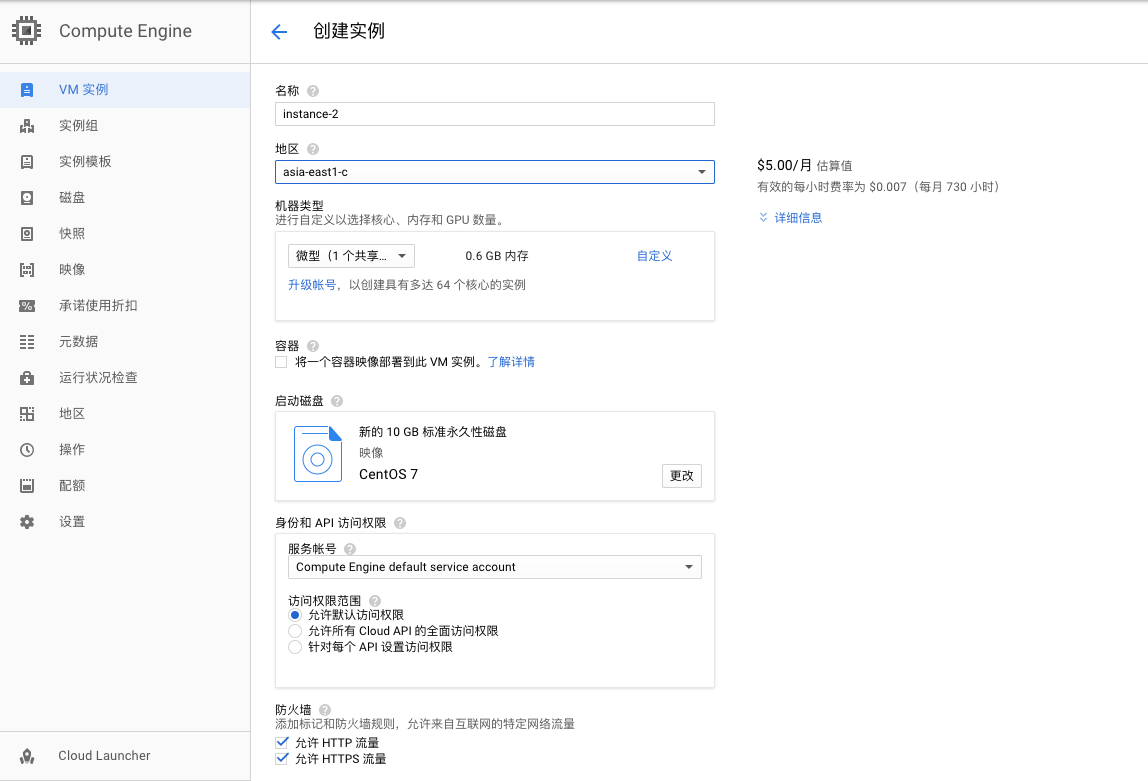 Compute Engine
创建实例
VM 实例
实例组
实例模板
磁盘
快照
映像
承诺使用折扣
元数据
运行状况检查
地区
操作
配额
设置
Cloud Launcher
名称
instance-2
地区
asia-east1-c
机器类型
进行自定义以选择核心、内存和 GPU 数量。
微型（1 个共享... 0.6 GB 内存 自定义
升级帐号，以创建具有多达 64 个核心的实例
容器
将一个容器映像部署到此 VM 实例。了解详情
启动磁盘
新的 10 GB 标准永久性磁盘
映像
CentOS 7
更改
身份和 API 访问权限
服务帐号
Compute Engine default service account
访问权限范围
允许默认访问权限
允许所有 Cloud API 的全面访问权限
针对每个 API 设置访问权限
防火墙
添加标记和防火墙规则，允许来自互联网的特定网络流量
允许 HTTP 流量
允许 HTTPS 流量
$5.00/月 估算值
有效的每小时费率为 $0.007（每月 730 小时）
详细信息